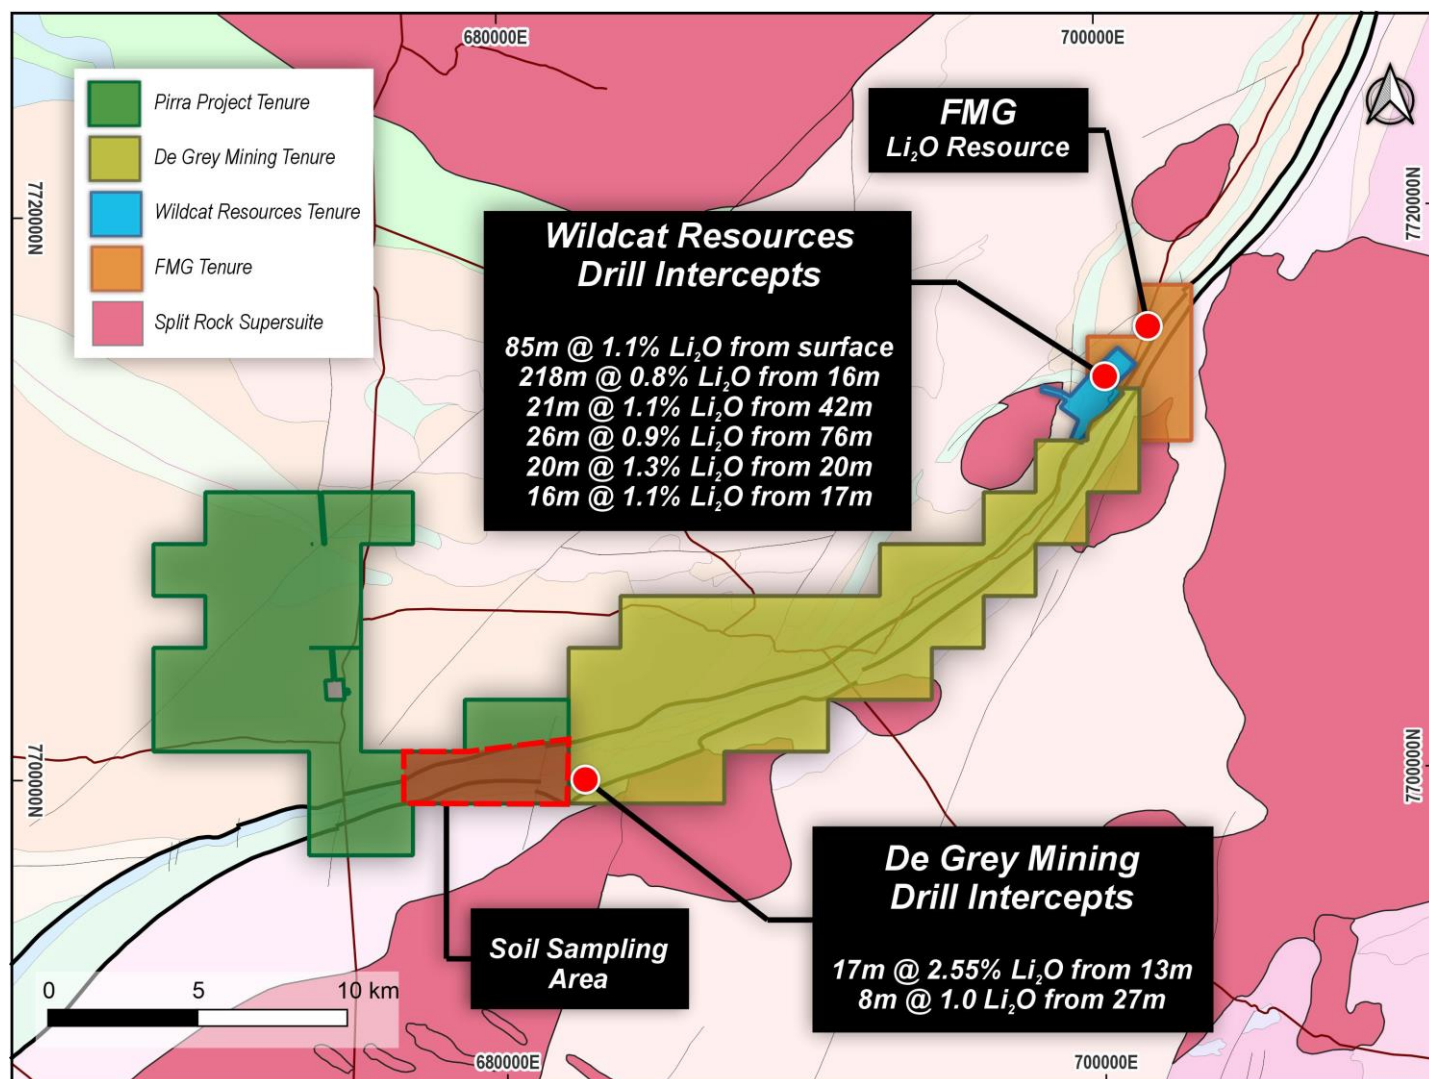 680000E
700000E
Pirra Project Tenure
De Grey Mining Tenure
Wildcat Resources Tenure
FMG Tenure
Split Rock Supersuite
FMG
Li₂O Resource
7720000N
7720000N
Wildcat Resources
Drill Intercepts
85m @ 1.1% Li₂O from surface
218m @ 0.8% Li₂O from 16m
21m @ 1.1% Li₂O from 42m
26m @ 0.9% Li₂O from 76m
20m @ 1.3% Li₂O from 20m
16m @ 1.1% Li₂O from 17m
7700000N
7700000N
De Grey Mining
Drill Intercepts
17m @ 2.55% Li₂O from 13m
8m @ 1.0 Li₂O from 27m
Soil Sampling
Area
0 5 10 km
680000E
700000E